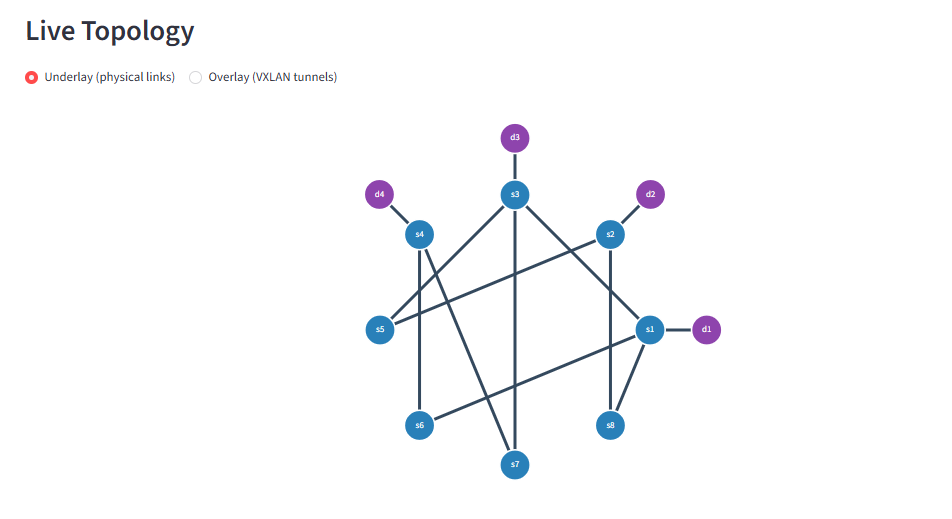 Live Topology
Underlay (physical links) Overlay (VXLAN tunnels)
d3
d4 s3 d2
s4 s2
s5 s1 d1
s6 s8
s7